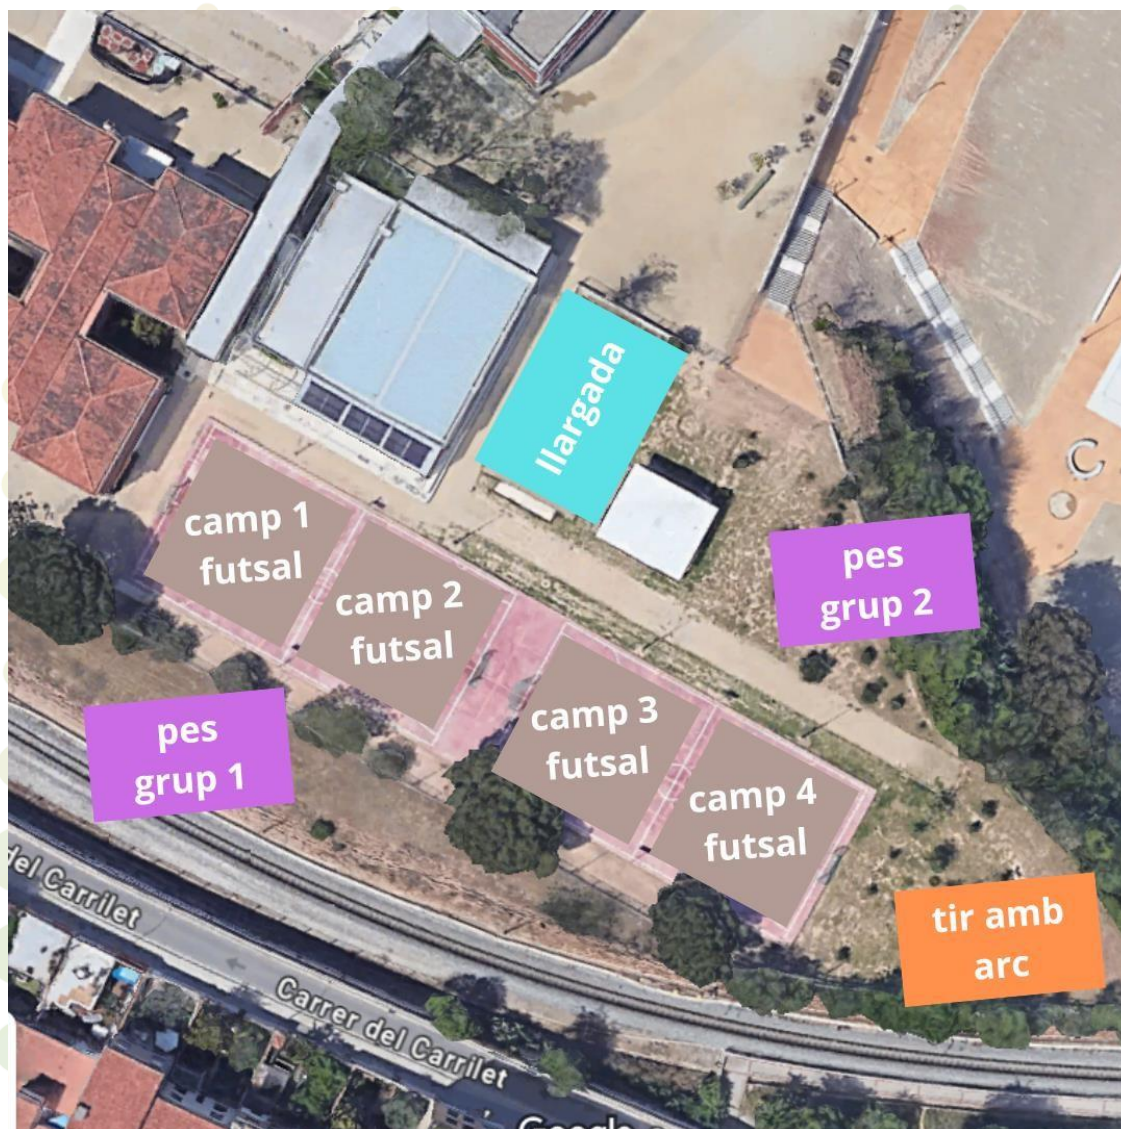 llargada
camp 1
futsal
camp 2
futsal
pes
grup 2
camp 3
futsal
pes
grup 1
camp 4
futsal
del Carrilet
tir amb
arc
Carrer del Carrilet
Google